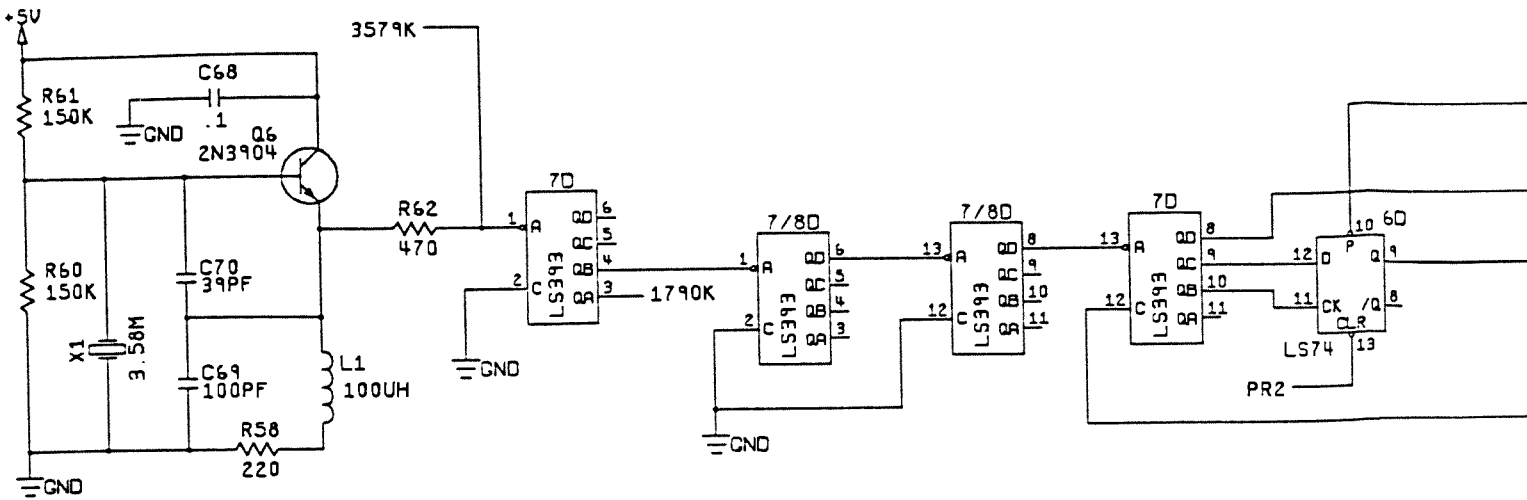 +5V
3579K
C68
.1
GND
R61
150K
Q6
2N3904
R62
470
R60
150K
C70
39PF
X1
3.58M
C69
100PF
L1
100UH
R58
220
GND
7D
1
A
QD
6
QC
5
QB
4
2
C
QA
3
LS393
1790K
GND
7/8D
1
A
QD
6
QC
5
QB
4
2
C
QA
3
LS393
GND
7/8D
13
A
QD
8
QC
9
QB
10
12
C
QA
11
LS393
7D
13
A
QD
8
QC
9
QB
10
12
C
QA
11
LS393
10
6D
P
12
D
Q
9
11
CK
/Q
8
CLR
LS74
13
PR2